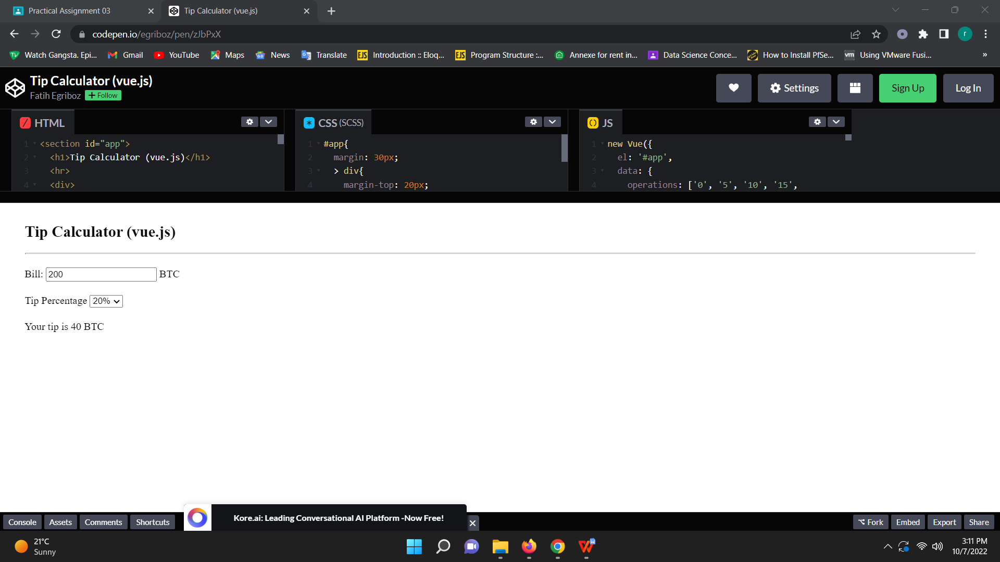 Practical Assignment 03
Tip Calculator (vue.js)
codepen.io/egriboz/pen/zJbPxX
r
Watch Gangsta. Epi... Gmail YouTube Maps News Translate EJS Introduction :: Eloq... EJS Program Structure :... Annexe for rent in... Data Science Conce... How to Install PfSe... vm Using VMware Fusi... »
Tip Calculator (vue.js)
Fatih Egriboz + Follow
Settings Sign Up Log In
HTML
1 <section id="app">
2 <h1>Tip Calculator (vue.js)</h1>
3 <hr>
4 <div>
CSS (SCSS)
1 #app{
2 margin: 30px;
3 > div{
4 margin-top: 20px;
JS
1 new Vue({
2 el: '#app',
3 data: {
4 operations: ['0', '5', '10', '15',
Tip Calculator (vue.js)
Bill: 200 BTC
Tip Percentage 20%
Your tip is 40 BTC
Console Assets Comments Shortcuts
Kore.ai: Leading Conversational AI Platform -Now Free!
Fork Embed Export Share
21°C
Sunny
3:11 PM
10/7/2022